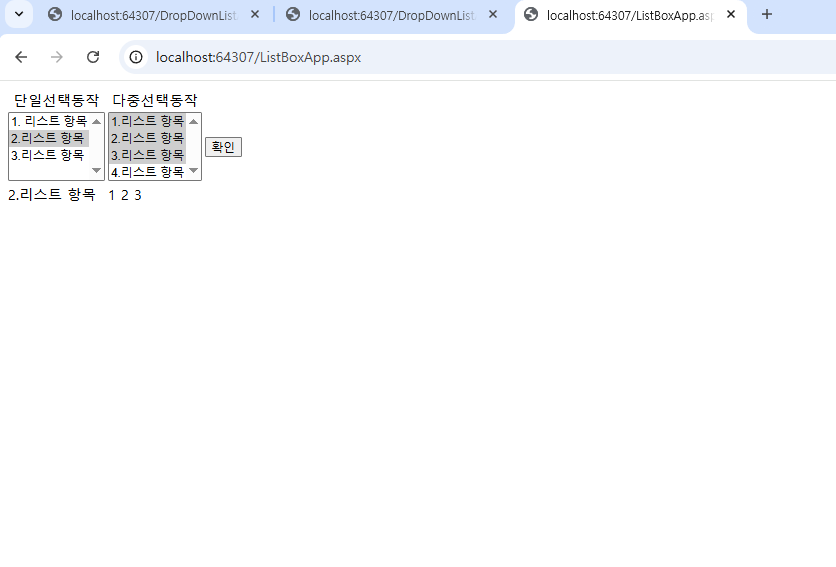 localhost:64307/DropDownList
localhost:64307/DropDownList
localhost:64307/ListBoxApp.asp
localhost:64307/ListBoxApp.aspx
단일선택동작 다중선택동작
1. 리스트 항목
2.리스트 항목
3.리스트 항목
1.리스트 항목
2.리스트 항목
3.리스트 항목
4.리스트 항목
확인
2.리스트 항목 1 2 3